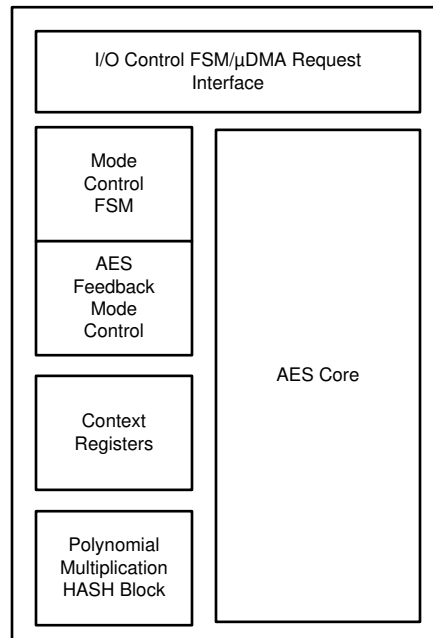 I/O Control FSM/µDMA Request
Interface
Mode
Control
FSM
AES
Feedback
Mode
Control
AES Core
Context
Registers
Polynomial
Multiplication
HASH Block